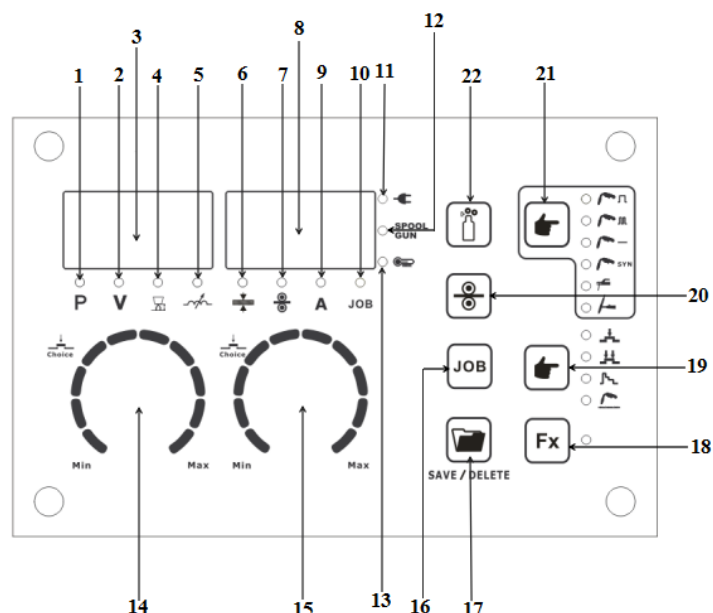 12
3
8
1
2
4
5
6
7
9
10
11
22
21
SPOOL
GUN
SYN
P
V
A
JOB
20
Choice
Choice
JOB
16
19
Fx
18
Min
Max
Min
Max
SAVE / DELETE
14
15
13
16
17